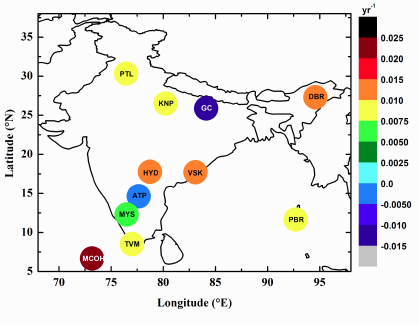 yr⁻¹
35
30
25
20
15
10
5
Latitude (°N)
PTL
KNP
GC
DBR
HYD
VSK
ATP
MYS
PBR
TVM
MCOH
70 75 80 85 90 95
Longitude (°E)
0.025
0.020
0.015
0.010
0.0075
0.0050
0.0025
0.0
-0.0050
-0.010
-0.015